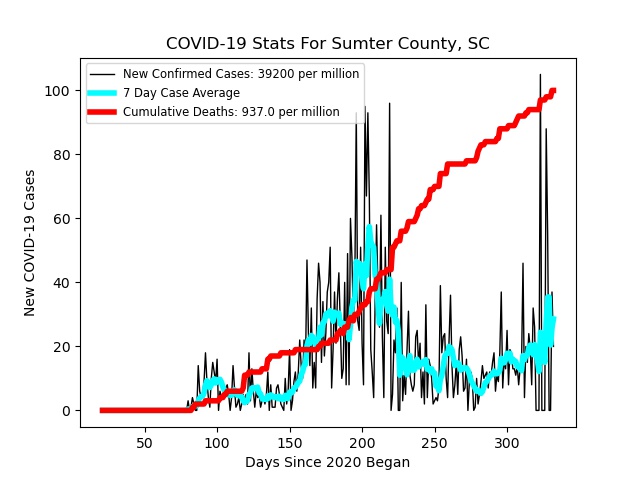 COVID-19 Stats For Sumter County, SC
New Confirmed Cases: 39200 per million
7 Day Case Average
Cumulative Deaths: 937.0 per million
New COVID-19 Cases
100
80
60
40
20
0
50 100 150 200 250 300
Days Since 2020 Began